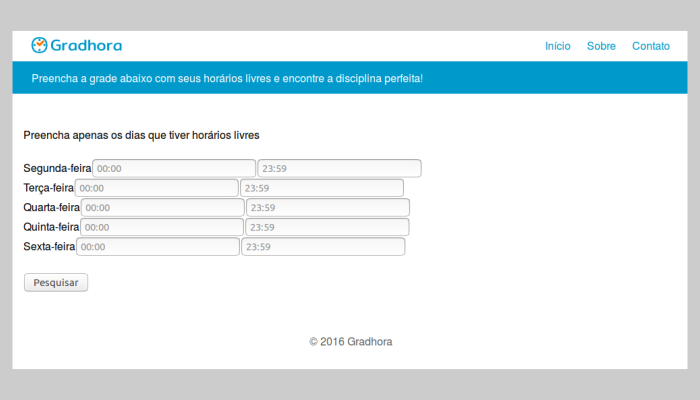 Gradhora Início Sobre Contato
Preencha a grade abaixo com seus horários livres e encontre a disciplina perfeita!
Preencha apenas os dias que tiver horários livres
Segunda-feira 00:00 23:59
Terça-feira 00:00 23:59
Quarta-feira 00:00 23:59
Quinta-feira 00:00 23:59
Sexta-feira 00:00 23:59
Pesquisar
© 2016 Gradhora